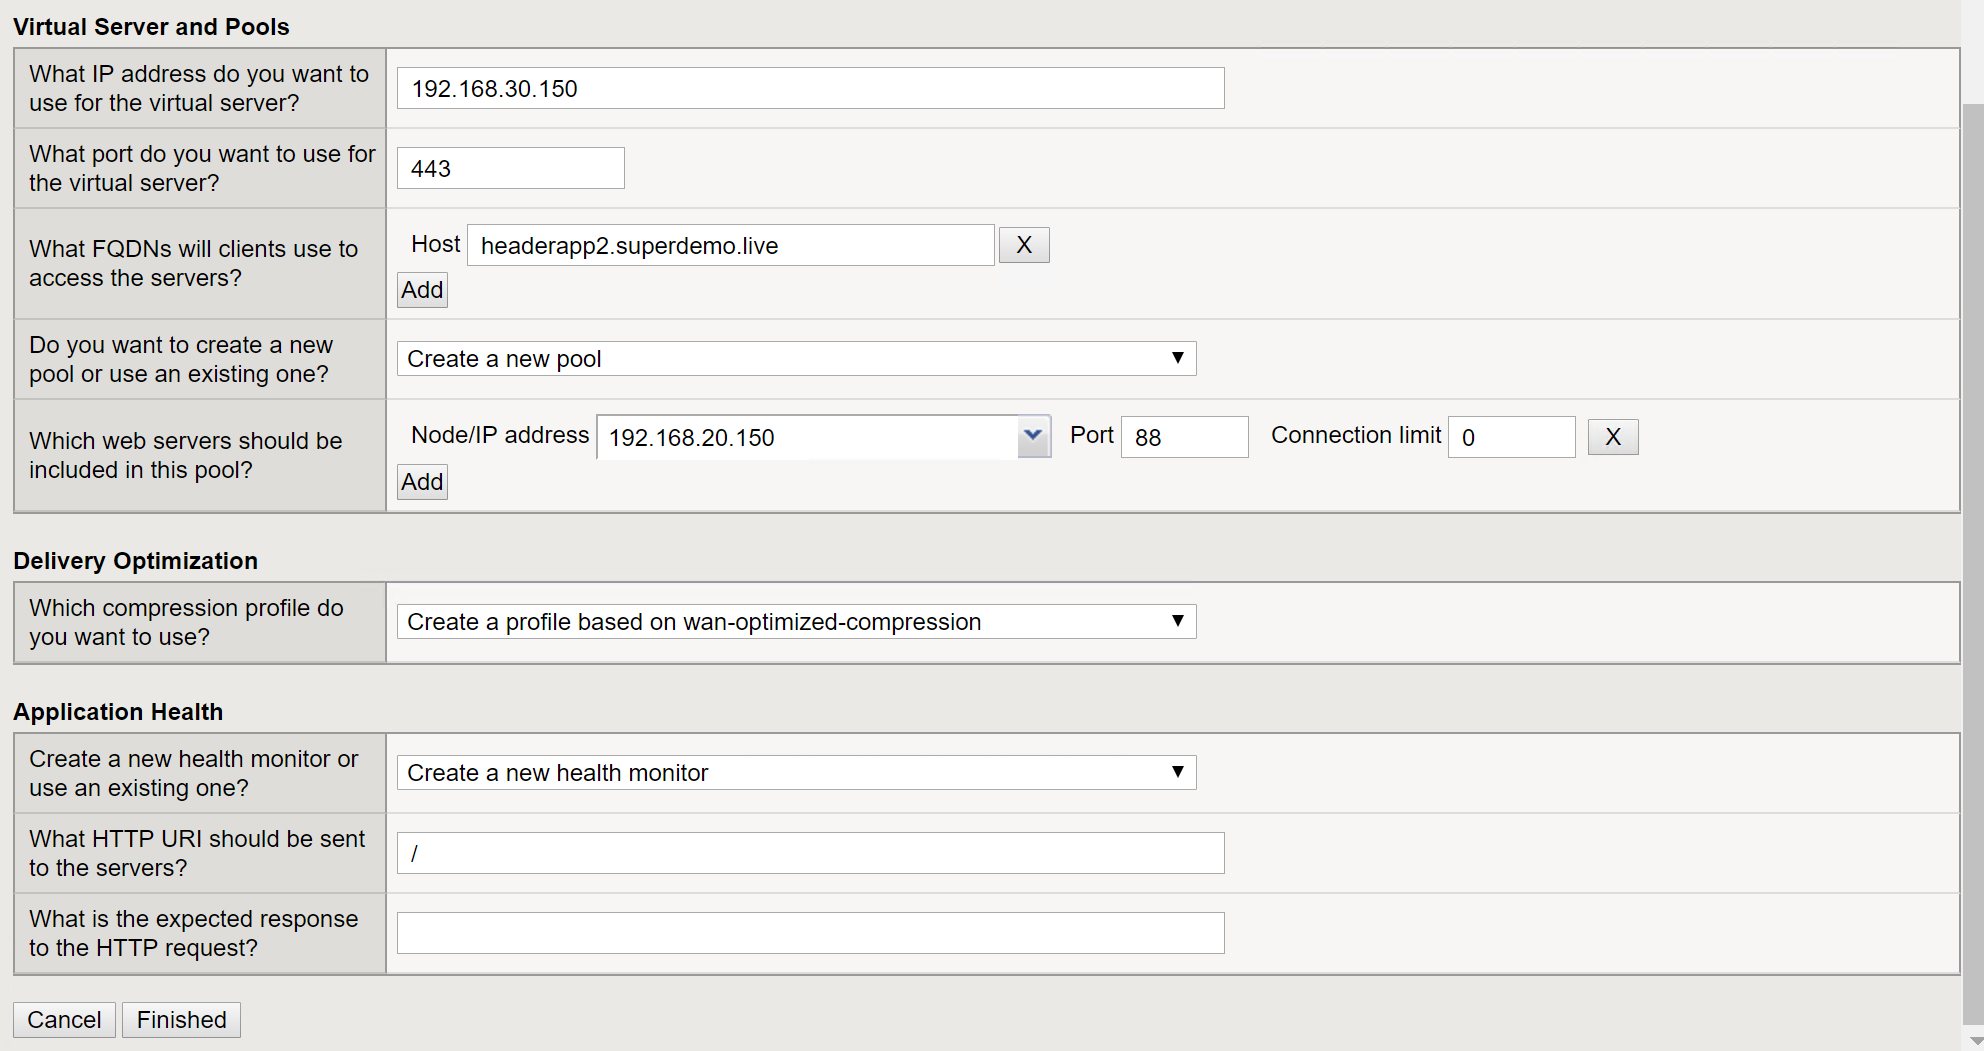 Virtual Server and Pools
What IP address do you want to
use for the virtual server?
192.168.30.150
What port do you want to use for
the virtual server?
443
What FQDNs will clients use to
access the servers?
Host headerapp2.superdemo.live X
Add
Do you want to create a new
pool or use an existing one?
Create a new pool
Which web servers should be
included in this pool?
Node/IP address 192.168.20.150 Port 88 Connection limit 0 X
Add
Delivery Optimization
Which compression profile do
you want to use?
Create a profile based on wan-optimized-compression
Application Health
Create a new health monitor or
use an existing one?
Create a new health monitor
What HTTP URI should be sent
to the servers?
/
What is the expected response
to the HTTP request?
Cancel Finished